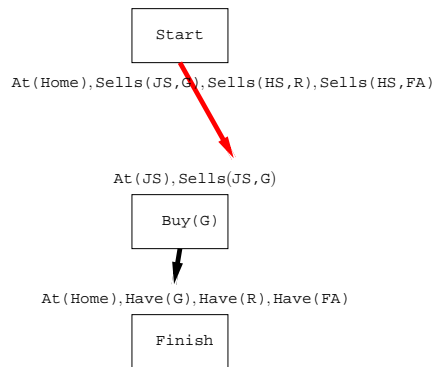 Start
At(Home),Sells(JS,G),Sells(HS,R),Sells(HS,FA)
At(JS),Sells(JS,G)
Buy(G)
At(Home),Have(G),Have(R),Have(FA)
Finish